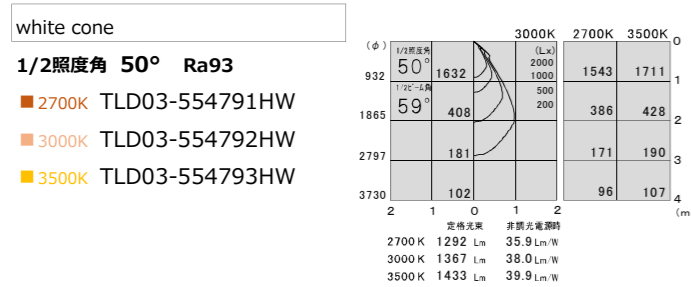 white cone
1/2照度角 50° Ra93
2700K TLD03-554791HW
3000K TLD03-554792HW
3500K TLD03-554793HW
3000K 2700K 3500K
(φ) 1/2照度角 (Lx) 0
50° 2000
932 1632 1000 1543 1711 1
1/2ビーム角 500
59° 200
1865 408 386 428 2
2797 181 171 190 3
3730 102 96 107 4
2 1 0 1 2 (m
定格光束 非調光電源時
2700K 1292 Lm 35.9 Lm/W
3000K 1367 Lm 38.0 Lm/W
3500K 1433 Lm 39.9 Lm/W